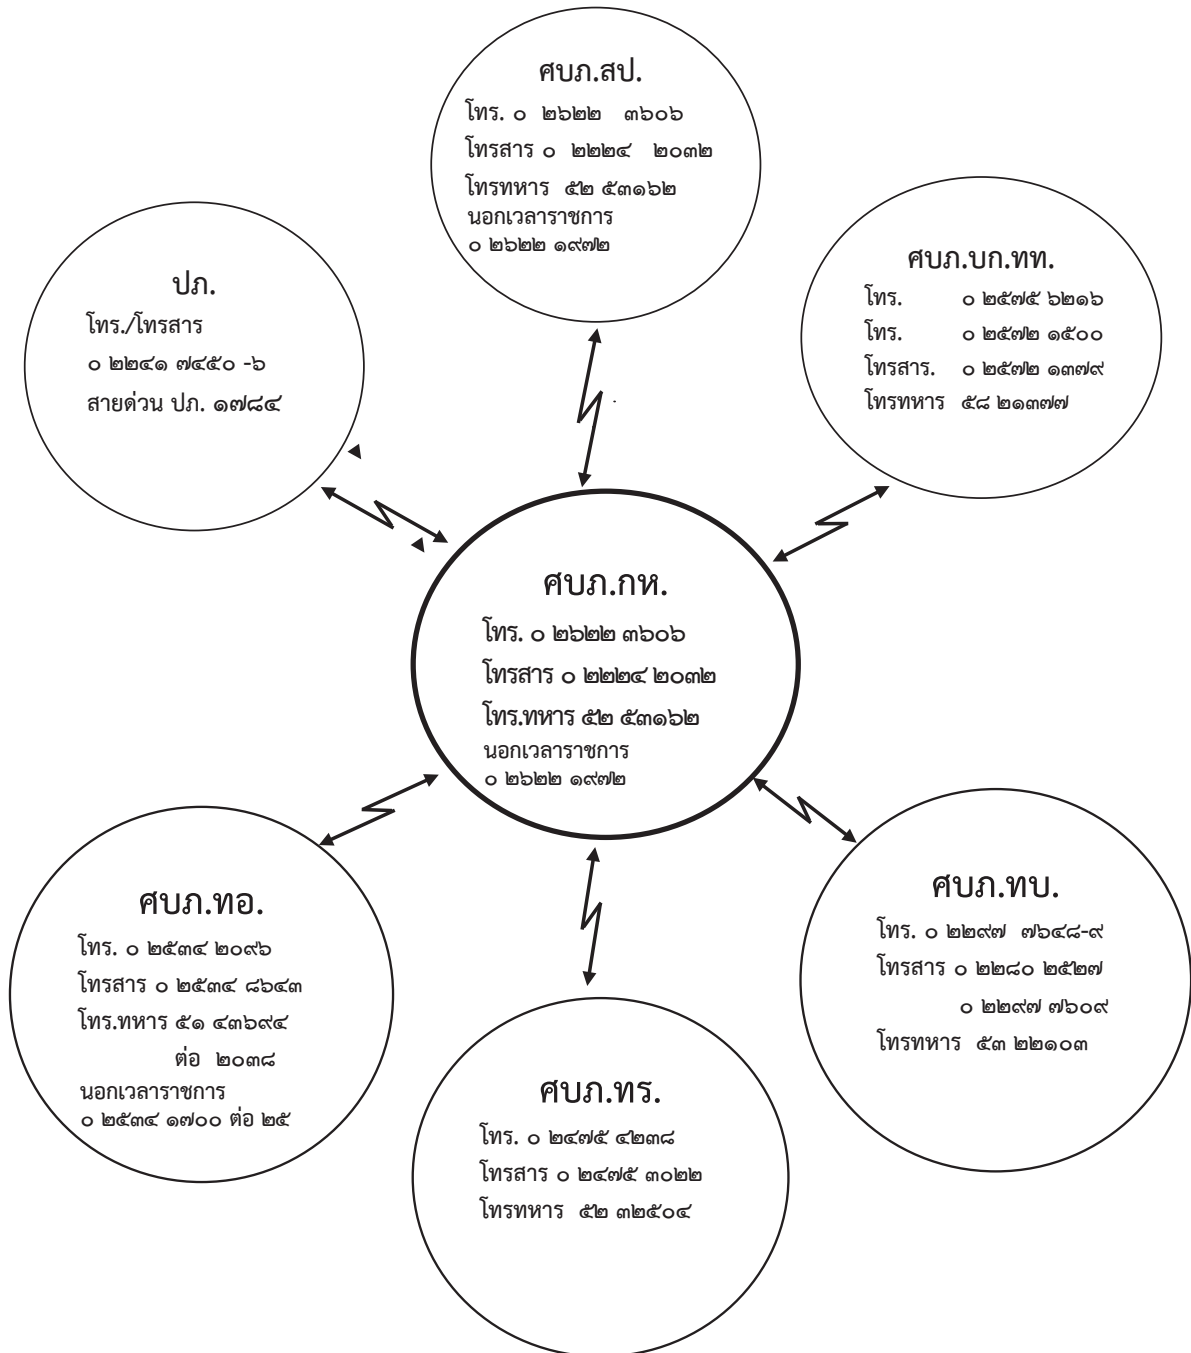 ศบภ.สป.
โทร. ๐ ๒๖๒๒ ๓๖๐๖
โทรสาร ๐ ๒๒๒๔ ๒๐๓๒
โทรทหาร ๕๒ ๕๓๑๖๒
นอกเวลาราชการ
๐ ๒๖๒๒ ๑๙๗๒
ปภ.
โทร./โทรสาร
๐ ๒๒๔๑ ๗๔๕๐ -๖
สายด่วน ปภ. ๑๗๘๔
ศบภ.บก.ทท.
โทร. ๐ ๒๕๗๕ ๖๒๑๖
โทร. ๐ ๒๕๗๒ ๑๕๐๐
โทรสาร. ๐ ๒๕๗๒ ๑๓๗๙
โทรทหาร ๕๘ ๒๑๓๗๗
ศบภ.กห.
โทร. ๐ ๒๖๒๒ ๓๖๐๖
โทรสาร ๐ ๒๒๒๔ ๒๐๓๒
โทร.ทหาร ๕๒ ๕๓๑๖๒
นอกเวลาราชการ
๐ ๒๖๒๒ ๑๙๗๒
ศบภ.ทอ.
โทร. ๐ ๒๕๓๔ ๒๐๙๖
โทรสาร ๐ ๒๕๓๔ ๘๖๔๓
โทร.ทหาร ๕๑ ๔๓๖๙๔
ต่อ ๒๐๓๘
นอกเวลาราชการ
๐ ๒๕๓๔ ๑๗๐๐ ต่อ ๒๕
ศบภ.ทร.
โทร. ๐ ๒๔๗๕ ๔๒๓๘
โทรสาร ๐ ๒๔๗๕ ๓๐๒๒
โทรทหาร ๕๒ ๓๒๕๐๔
ศบภ.ทบ.
โทร. ๐ ๒๒๙๗ ๗๖๔๘-๙
โทรสาร ๐ ๒๒๘๐ ๒๕๒๗
๐ ๒๒๙๗ ๗๖๐๙
โทรทหาร ๕๓ ๒๒๑๐๓